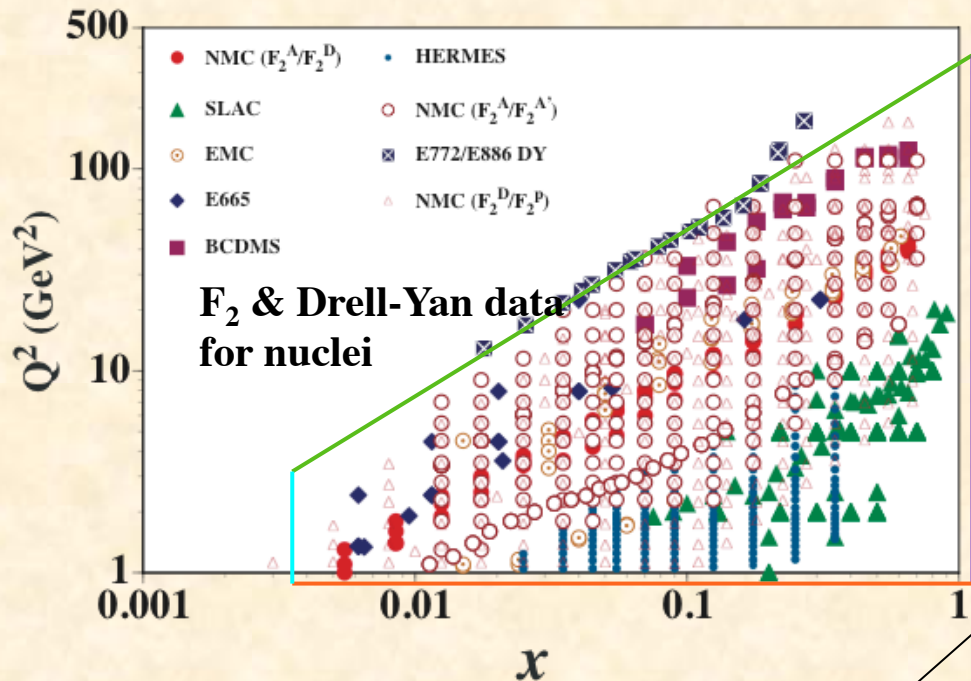 500
100
10
1
Q² (GeV²)
NMC (F₂ᴬ/F₂ᴰ)
SLAC
EMC
E665
BCDMS
HERMES
NMC (F₂ᴬ/F₂ᴬ')
E772/E886 DY
NMC (F₂ᴰ/F₂ᵖ)
F₂ & Drell-Yan data
for nuclei
0.001 0.01 0.1 1
x